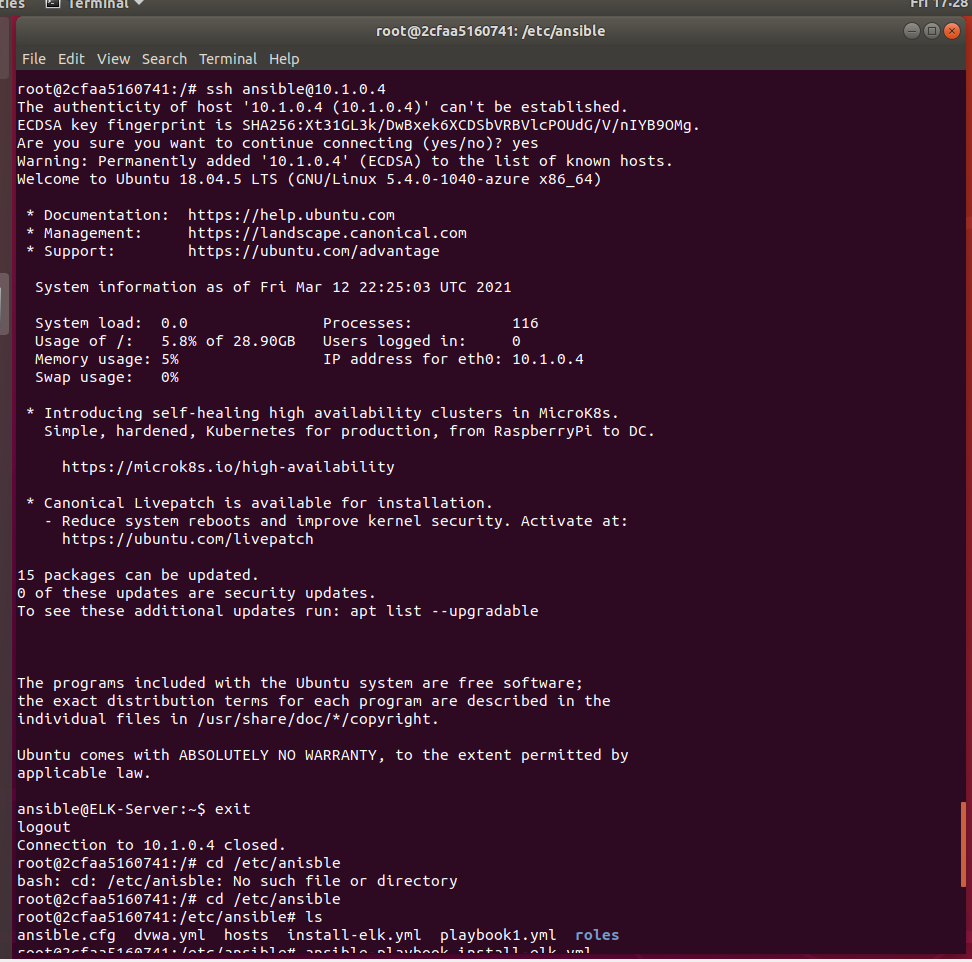 Terminal
Fri 17:28
root@2cfaa5160741: /etc/ansible
File Edit View Search Terminal Help
root@2cfaa5160741:/# ssh ansible@10.1.0.4
The authenticity of host '10.1.0.4 (10.1.0.4)' can't be established.
ECDSA key fingerprint is SHA256:Xt31GL3k/DwBxek6XCDSbVRBVlcPOUdG/V/nIYB9OMg.
Are you sure you want to continue connecting (yes/no)? yes
Warning: Permanently added '10.1.0.4' (ECDSA) to the list of known hosts.
Welcome to Ubuntu 18.04.5 LTS (GNU/Linux 5.4.0-1040-azure x86_64)
* Documentation: https://help.ubuntu.com
* Management: https://landscape.canonical.com
* Support: https://ubuntu.com/advantage
System information as of Fri Mar 12 22:25:03 UTC 2021
System load: 0.0 Processes: 116
Usage of /: 5.8% of 28.90GB Users logged in: 0
Memory usage: 5% IP address for eth0: 10.1.0.4
Swap usage: 0%
* Introducing self-healing high availability clusters in MicroK8s.
Simple, hardened, Kubernetes for production, from RaspberryPi to DC.
https://microk8s.io/high-availability
* Canonical Livepatch is available for installation.
- Reduce system reboots and improve kernel security. Activate at:
https://ubuntu.com/livepatch
15 packages can be updated.
0 of these updates are security updates.
To see these additional updates run: apt list --upgradable
The programs included with the Ubuntu system are free software;
the exact distribution terms for each program are described in the
individual files in /usr/share/doc/*/copyright.
Ubuntu comes with ABSOLUTELY NO WARRANTY, to the extent permitted by
applicable law.
ansible@ELK-Server:~$ exit
logout
Connection to 10.1.0.4 closed.
root@2cfaa5160741:/# cd /etc/anisble
bash: cd: /etc/anisble: No such file or directory
root@2cfaa5160741:/# cd /etc/ansible
root@2cfaa5160741:/etc/ansible# ls
ansible.cfg dvwa.yml hosts install-elk.yml playbook1.yml roles
root@2cfaa5160741:/etc/ansible# ansible-playbook install-elk.yml